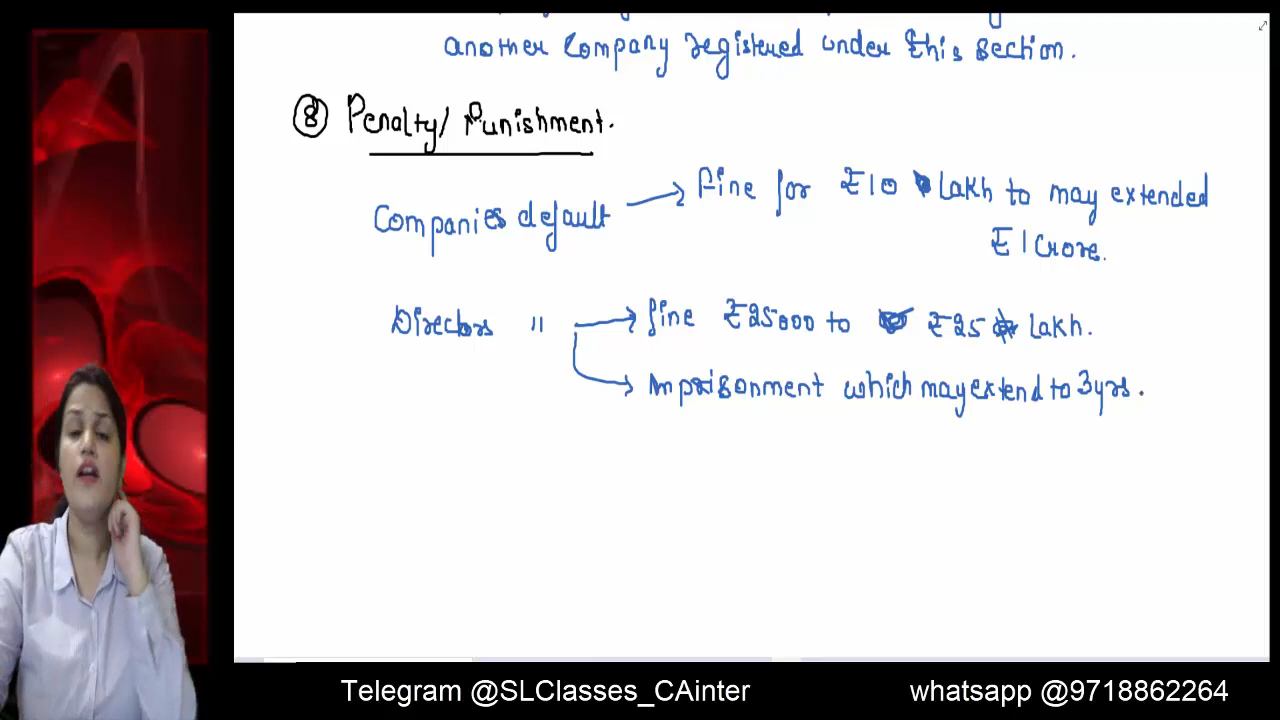 another Company registered under this section.
⑧ Penalty/ Punishment.
Companies default → Fine for ₹10 Lakh to may extended
₹1 Crore.
Directors " → fine ₹25000 to ₹25 Lakh.
→ Imprisonment which may extend to 3yrs.
Telegram @SLClasses_CAinter whatsapp @9718862264